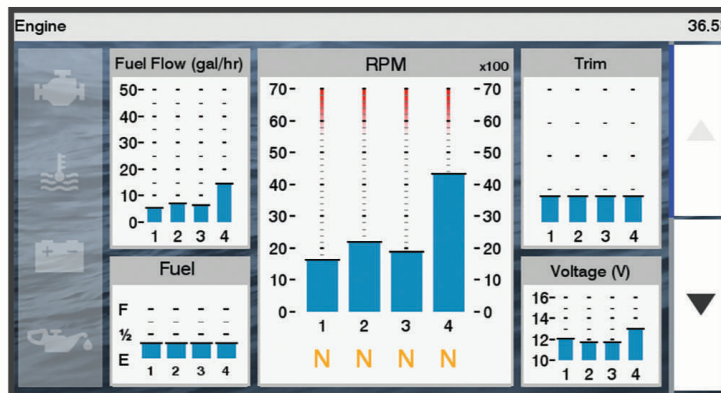 Engine
36.5
Fuel Flow (gal/hr)
50
40
30
20
10
0
1 2 3 4
RPM x100
70 70
60 60
50 50
40 40
30 30
20 20
10 10
0 0
1 2 3 4
N N N N
Trim
1 2 3 4
Fuel
F
½
E
1 2 3 4
Voltage (V)
16
14
12
10
1 2 3 4